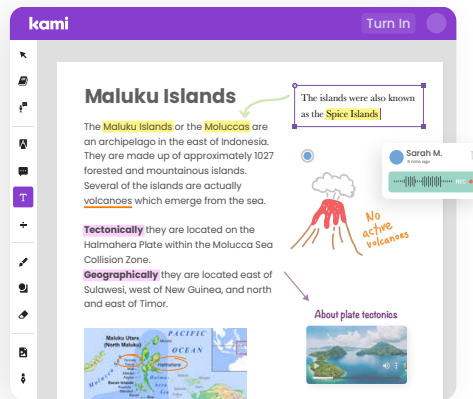 kami
Turn In
Maluku Islands
The Maluku Islands or the Moluccas are
an archipelago in the east of Indonesia.
They are made up of approximately 1027
forested and mountainous islands.
Several of the islands are actually
volcanoes which emerge from the sea.
Tectonically they are located on the
Halmahera Plate within the Molucca Sea
Collision Zone.
Geographically they are located east of
Sulawesi, west of New Guinea, and north
and east of Timor.
The islands were also known
as the Spice Islands
Sarah M.
5 mins ago
REC
No
active
volcanoes
About plate tectonics
Maluku Utara
(North Maluku)
PACIFIC
OCEAN
Halmahera